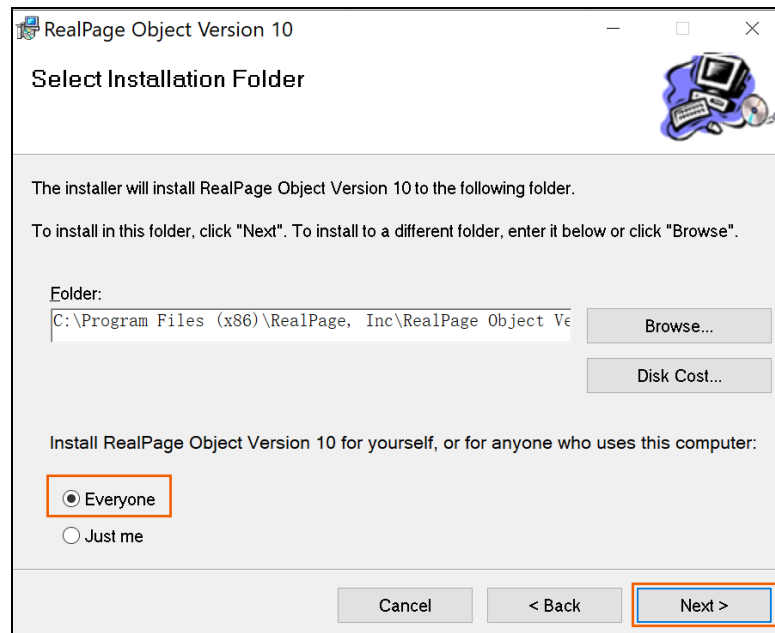 RealPage Object Version 10
Select Installation Folder
The installer will install RealPage Object Version 10 to the following folder.
To install in this folder, click "Next". To install to a different folder, enter it below or click "Browse".
Folder:
C:\Program Files (x86)\RealPage, Inc\RealPage Object Ve
Browse...
Disk Cost...
Install RealPage Object Version 10 for yourself, or for anyone who uses this computer:
Everyone
Just me
Cancel
< Back
Next >